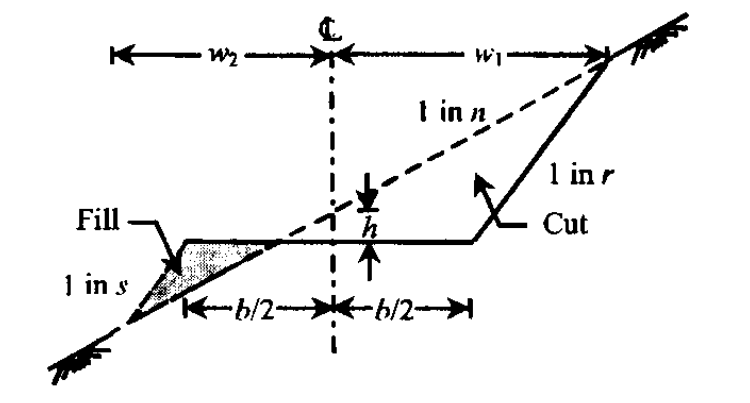 ℄
w₂
w₁
1 in n
1 in r
Fill
h
Cut
1 in s
b/2
b/2